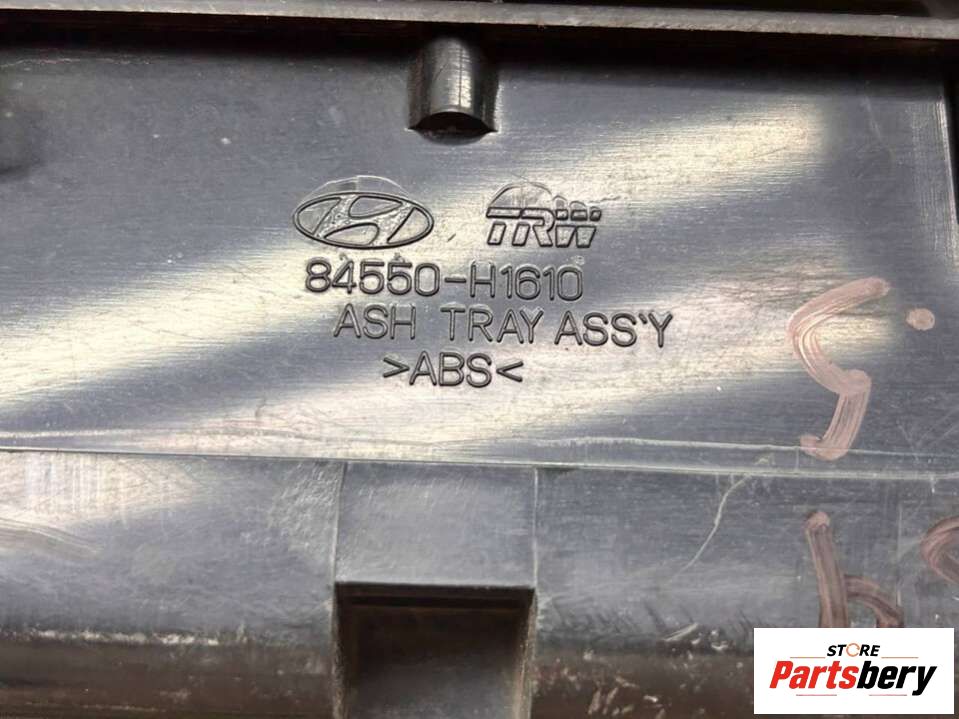 TRW
84550-H1610
ASH TRAY ASS'Y
>ABS<
STORE
Partsbery